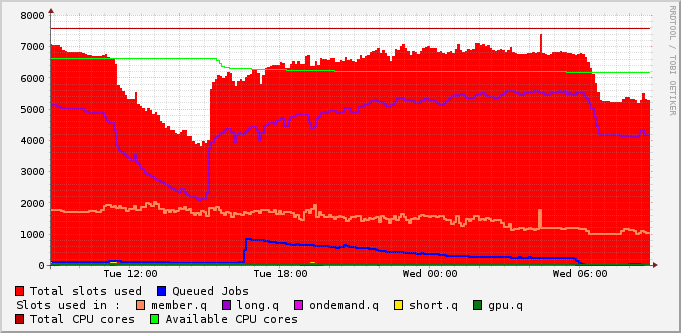 8000
7000
6000
5000
4000
3000
2000
1000
0
Tue 12:00 Tue 18:00 Wed 00:00 Wed 06:00
Total slots used Queued Jobs
Slots used in : member.q long.q ondemand.q short.q gpu.q
Total CPU cores Available CPU cores
RRDTOOL / TOBI OETIKER